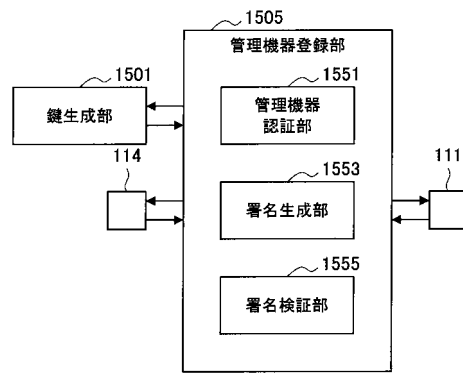 1505
管理機器登録部
1501
鍵生成部
1551
管理機器
認証部
114
1553
署名生成部
111
1555
署名検証部